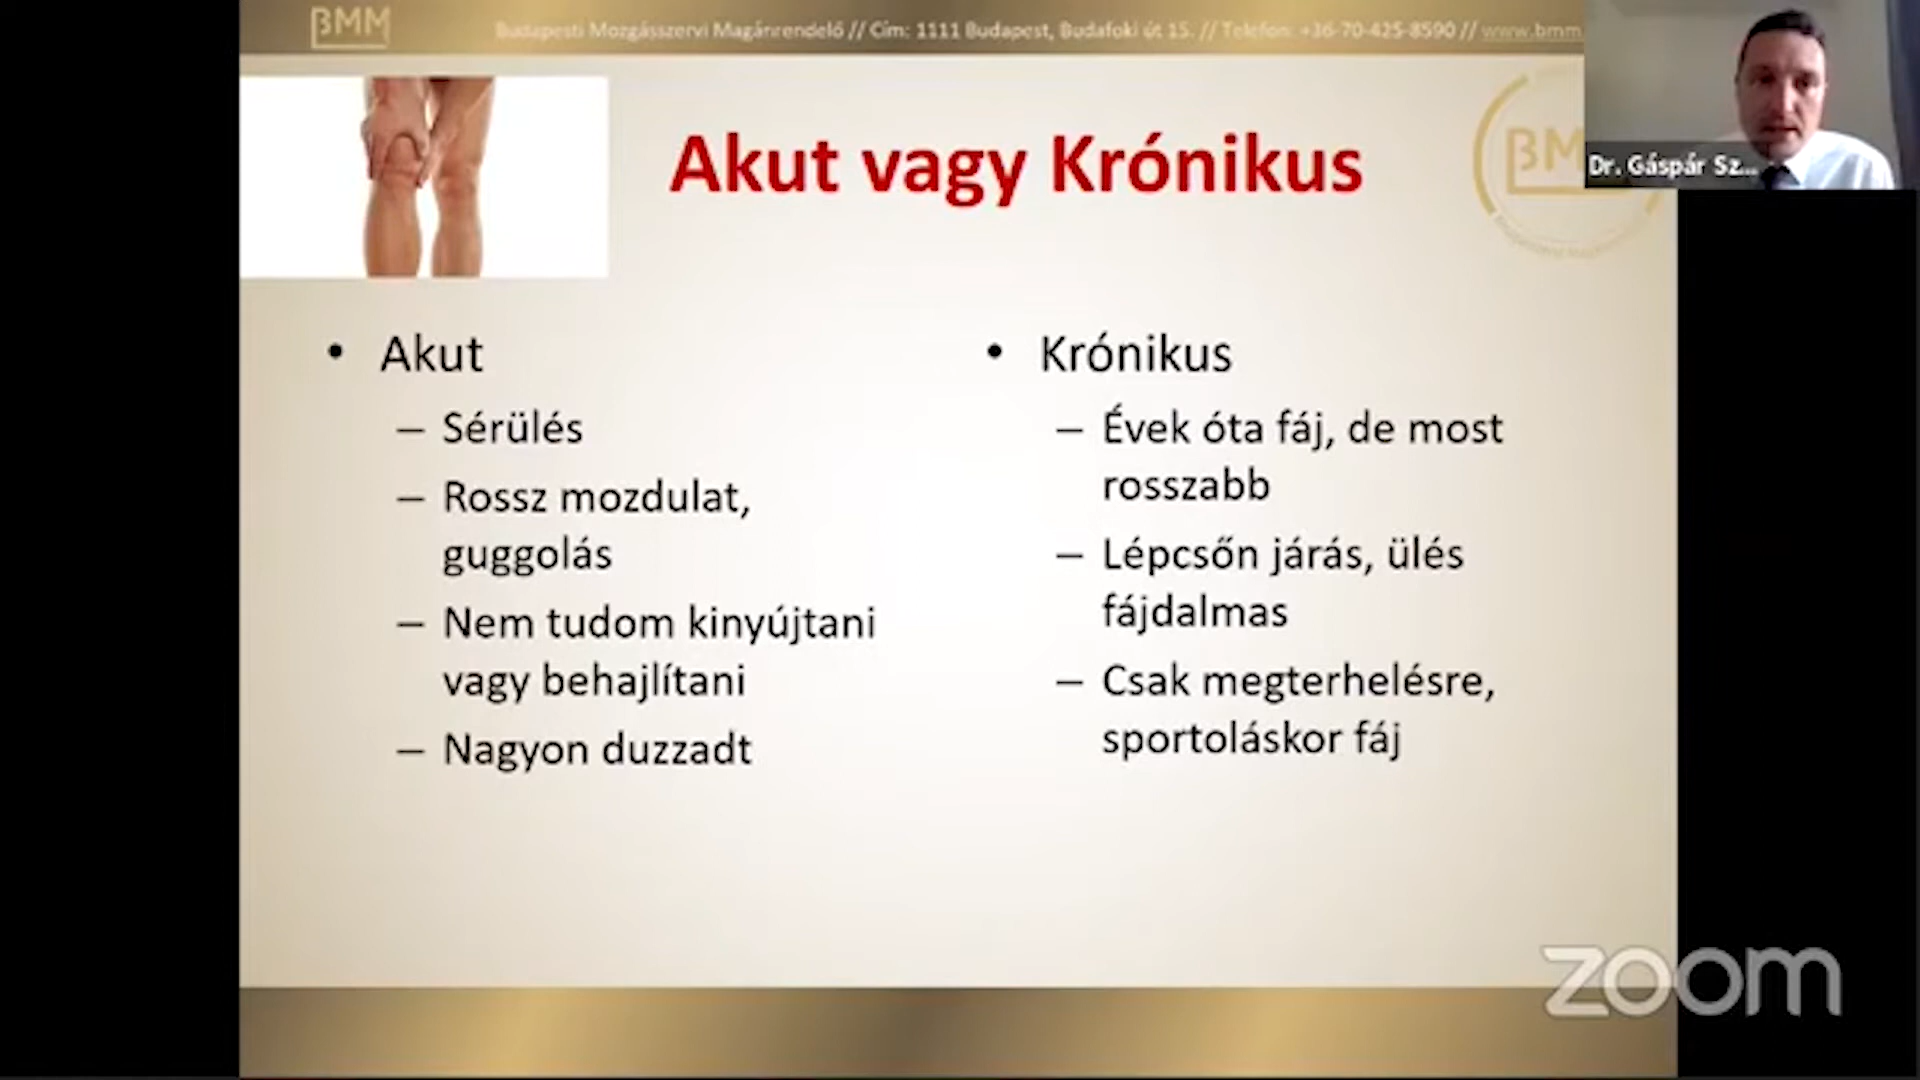 BMM
Budapesti Mozgásszervi Magánrendelő // Cím: 1111 Budapest, Budafoki út 15. // Telefon: +36-70-425-8590 // www.bmm
Dr. Gáspár Sz...
BM
Akut vagy Krónikus
• Akut
– Sérülés
– Rossz mozdulat,
guggolás
– Nem tudom kinyújtani
vagy behajlítani
– Nagyon duzzadt
• Krónikus
– Évek óta fáj, de most
rosszabb
– Lépcsőn járás, ülés
fájdalmas
– Csak megterhelésre,
sportoláskor fáj
zoom